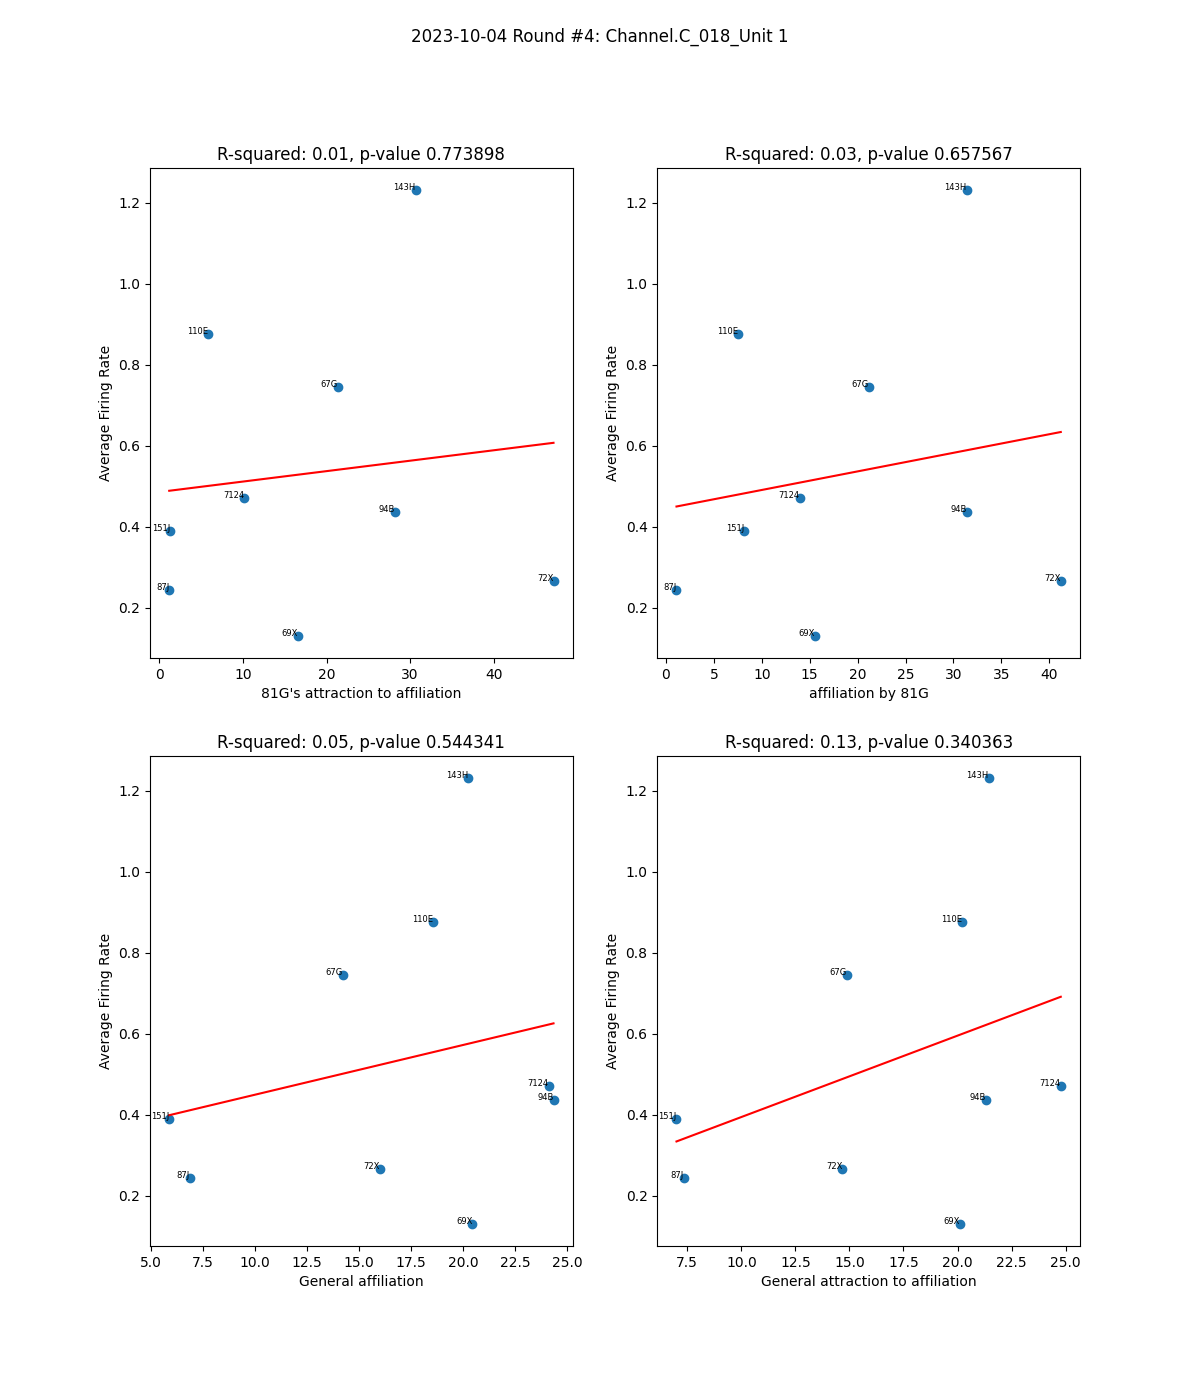 2023-10-04 Round #4: Channel.C_018_Unit 1
R-squared: 0.01, p-value 0.773898
Average Firing Rate
1.2
1.0
0.8
0.6
0.4
0.2
143H
110E
67G
7124
94B
151J
72X
87J
69X
0
10
20
30
40
81G's attraction to affiliation
R-squared: 0.03, p-value 0.657567
Average Firing Rate
1.2
1.0
0.8
0.6
0.4
0.2
143H
110E
67G
7124
94B
151J
72X
87J
69X
0
5
10
15
20
25
30
35
40
affiliation by 81G
R-squared: 0.05, p-value 0.544341
Average Firing Rate
1.2
1.0
0.8
0.6
0.4
0.2
143H
110E
67G
7124
94B
151J
72X
87J
69X
5.0
7.5
10.0
12.5
15.0
17.5
20.0
22.5
25.0
General affiliation
R-squared: 0.13, p-value 0.340363
Average Firing Rate
1.2
1.0
0.8
0.6
0.4
0.2
143H
110E
67G
7124
94B
151J
72X
87J
69X
7.5
10.0
12.5
15.0
17.5
20.0
22.5
25.0
General attraction to affiliation